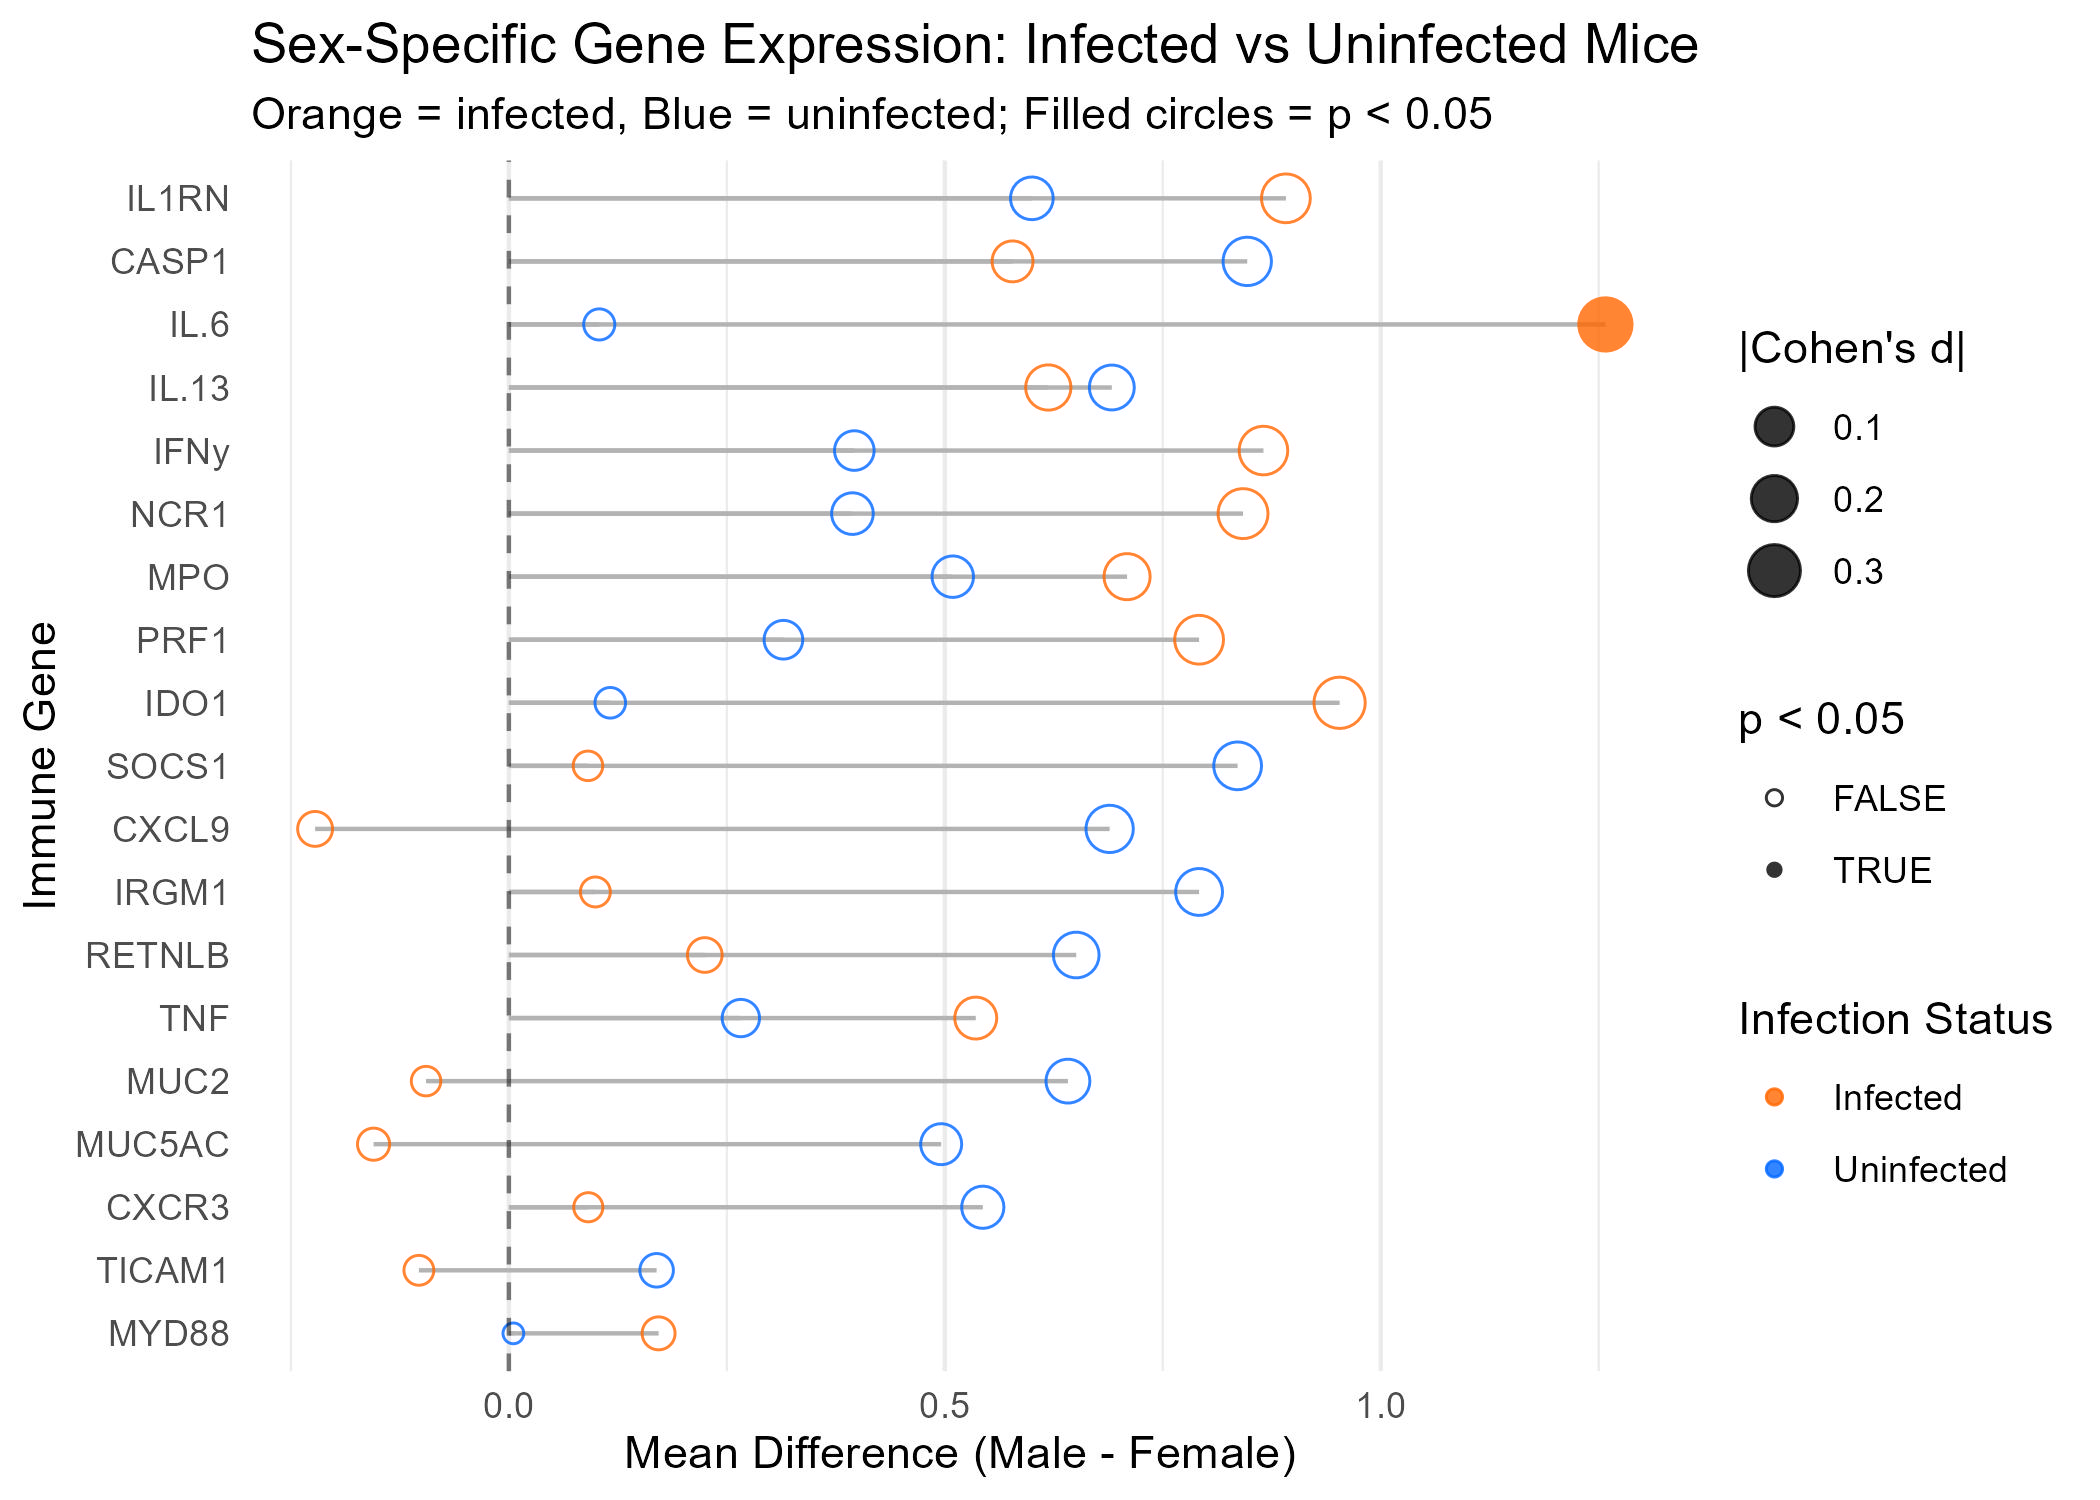 Sex-Specific Gene Expression: Infected vs Uninfected Mice
Orange = infected, Blue = uninfected; Filled circles = p < 0.05
Immune Gene
IL1RN
CASP1
IL.6
IL.13
IFNy
NCR1
MPO
PRF1
IDO1
SOCS1
CXCL9
IRGM1
RETNLB
TNF
MUC2
MUC5AC
CXCR3
TICAM1
MYD88
0.0 0.5 1.0
Mean Difference (Male - Female)
|Cohen's d|
0.1
0.2
0.3
p < 0.05
FALSE
TRUE
Infection Status
Infected
Uninfected